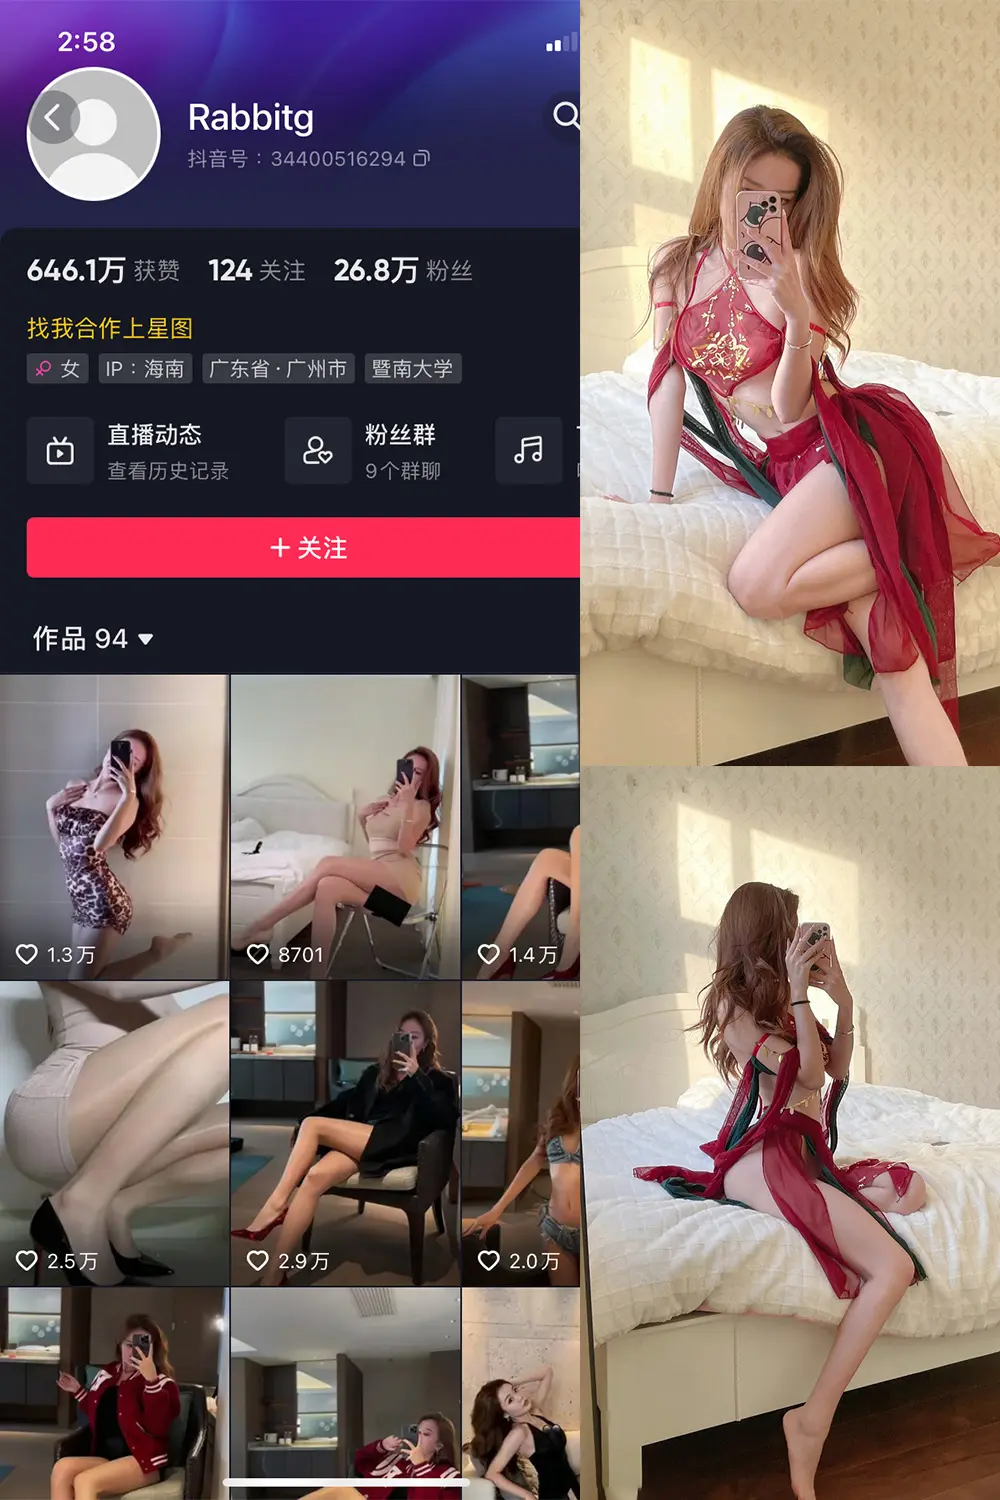 2:58
Rabbitg
抖音号：34400516294
646.1万 获赞 124 关注 26.8万 粉丝
找我合作上星图
女 IP：海南 广东省·广州市 暨南大学
直播动态 粉丝群
查看历史记录 9个群聊
+ 关注
作品 94
1.3万 8701 1.4万
2.5万 2.9万 2.0万